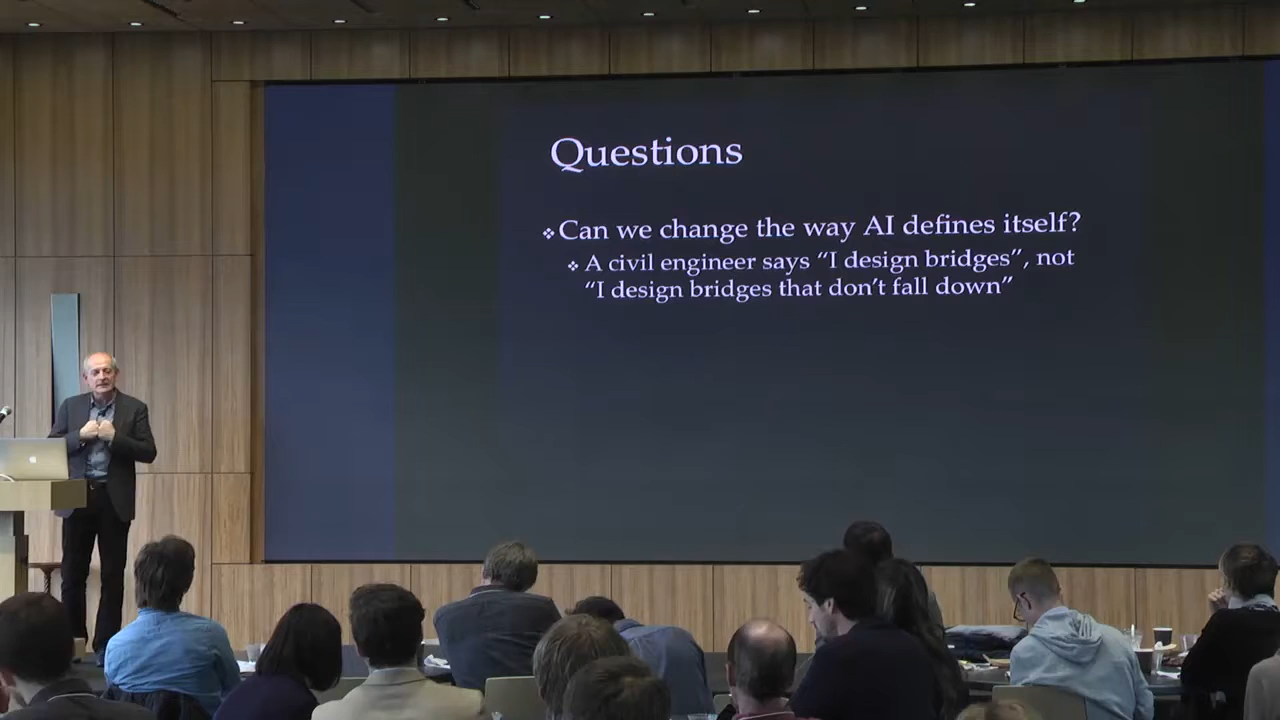 Questions
Can we change the way AI defines itself?
A civil engineer says “I design bridges”, not
“I design bridges that don’t fall down”